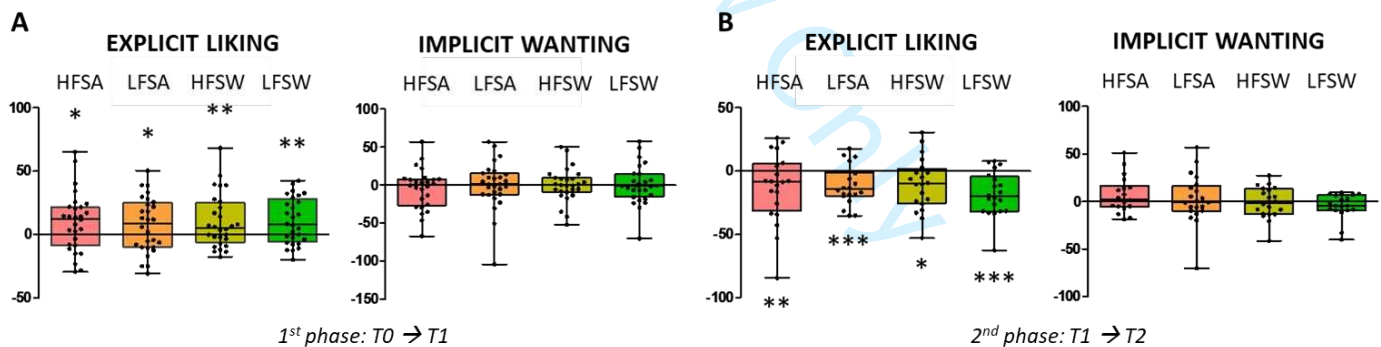 A
EXPLICIT LIKING
HFSA LFSA HFSW LFSW
100
50
0
-50
* * ** **
IMPLICIT WANTING
HFSA LFSA HFSW LFSW
100
50
0
-50
-100
-150
1st phase: T0 → T1
B
EXPLICIT LIKING
HFSA LFSA HFSW LFSW
50
0
-50
-100
** *** * ***
IMPLICIT WANTING
HFSA LFSA HFSW LFSW
100
50
0
-50
-100
2nd phase: T1 → T2